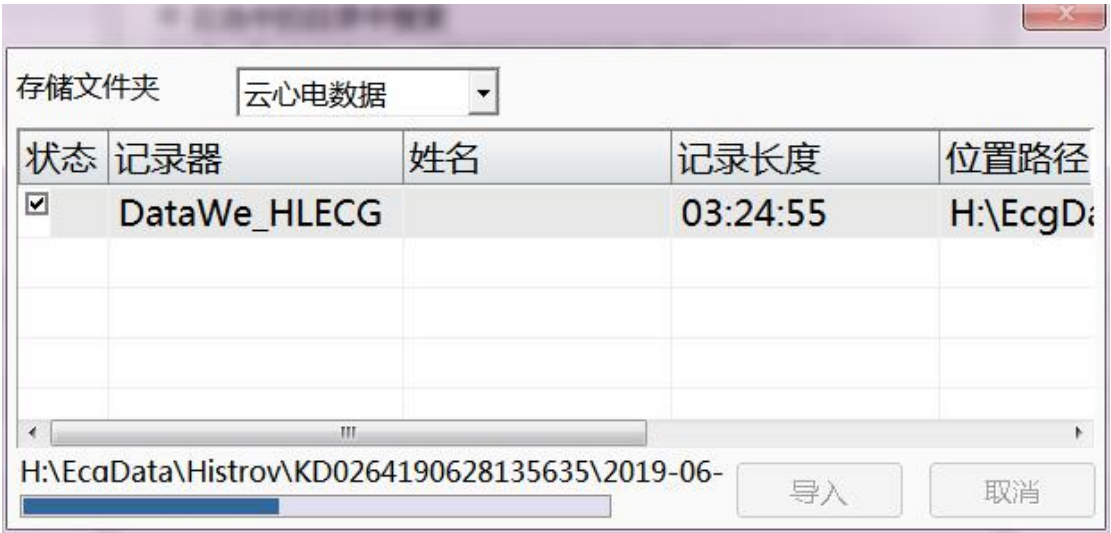 存储文件夹 云心电数据
状态 记录器 姓名 记录长度 位置路径
DataWe_HLECG 03:24:55 H:\EcgDa
H:\EcgData\Histroy\KD0264190628135635\2019-06-
导入 取消